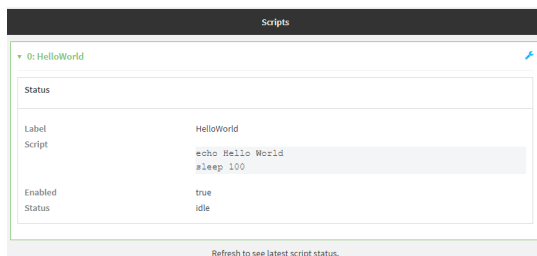 Scripts
0: HelloWorld
Status
Label HelloWorld
Script
echo Hello World
sleep 100
Enabled true
Status idle
Refresh to see latest script status.